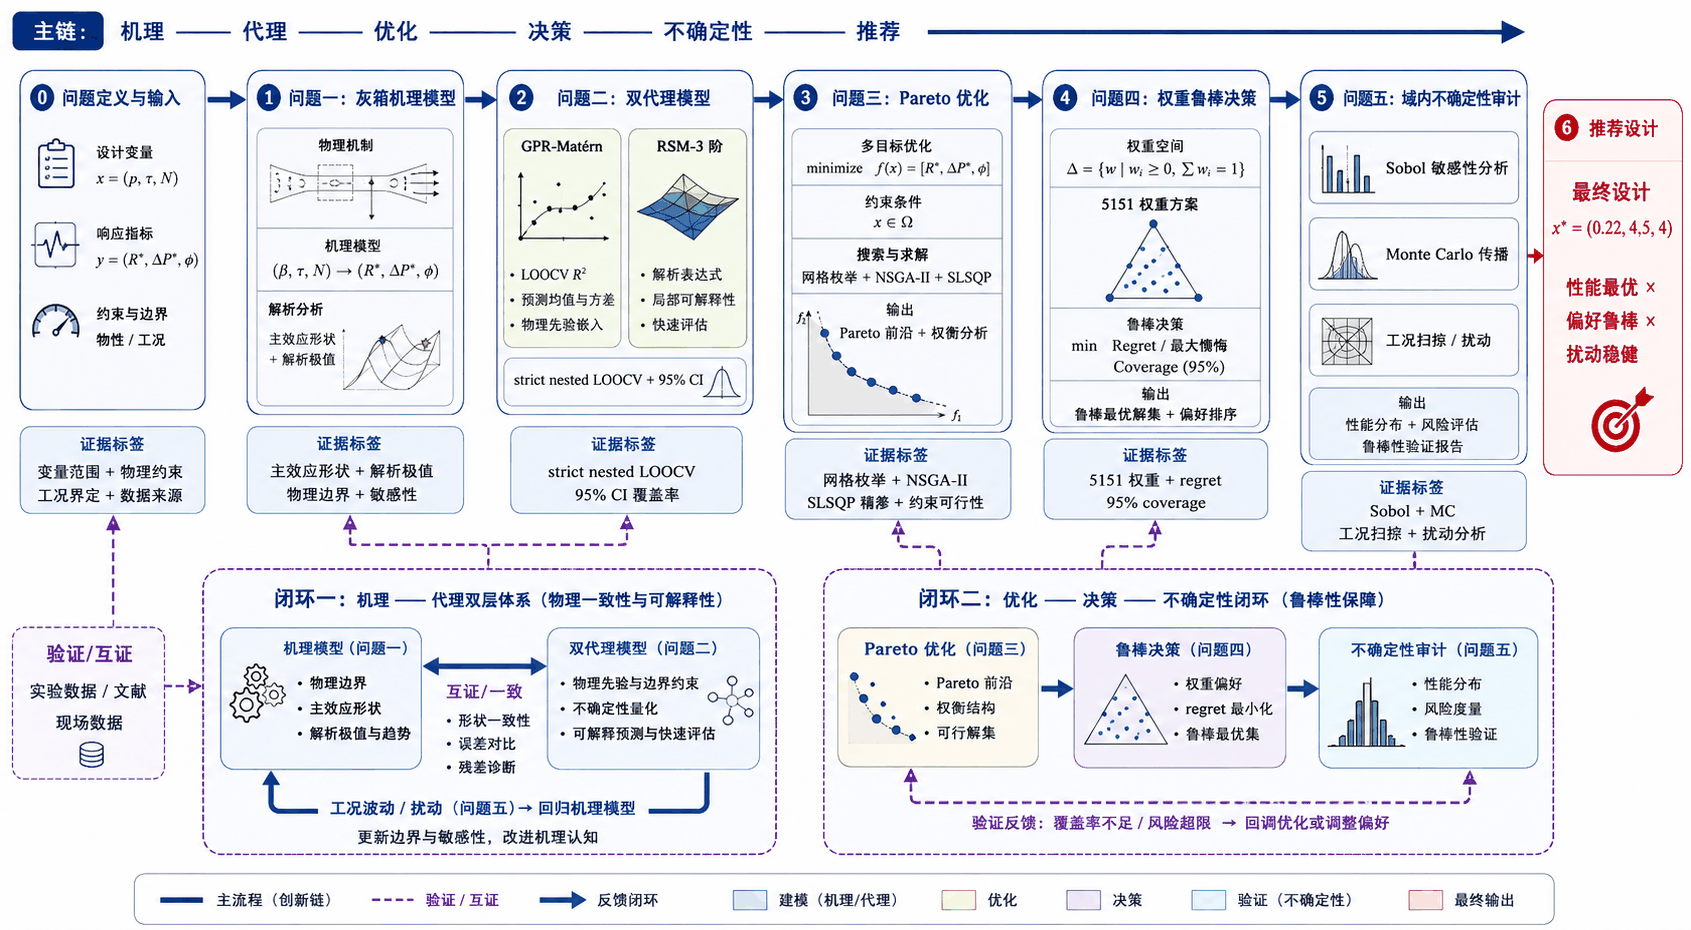 主链：
机理 —— 代理 —— 优化 —— 决策 —— 不确定性 —— 推荐
0 问题定义与输入
设计变量
x = (p, τ, N)
响应指标
y = (R*, ΔP*, ϕ)
约束与边界
物性 / 工况
证据标签
变量范围 + 物理约束
工况界定 + 数据来源
1 问题一：灰箱机理模型
物理机制
机理模型
(β, τ, N) → (R*, ΔP*, ϕ)
解析分析
主效应形状
+ 解析极值
证据标签
主效应形状 + 解析极值
物理边界 + 敏感性
2 问题二：双代理模型
GPR-Matérn
• LOOCV R²
• 预测均值与方差
• 物理先验嵌入
RSM-3 阶
• 解析表达式
• 局部可解释性
• 快速评估
strict nested LOOCV + 95% CI
证据标签
strict nested LOOCV
95% CI 覆盖率
3 问题三：Pareto 优化
多目标优化
minimize f(x) = [R*, ΔP*, ϕ]
约束条件
x ∈ Ω
搜索与求解
网格枚举 + NSGA-II + SLSQP
输出
Pareto 前沿 + 权衡分析
f₂
f₁
证据标签
网格枚举 + NSGA-II
SLSQP + 约束可行性
4 问题四：权重鲁棒决策
权重空间
Δ = {w | wᵢ ≥ 0, ∑ wᵢ = 1}
5151 权重方案
鲁棒决策
min Regret / 最大懊悔
Coverage (95%)
输出
鲁棒最优解集 + 偏好排序
证据标签
5151 权重 + regret
95% coverage
5 问题五：域内不确定性审计
Sobol 敏感性分析
Monte Carlo 传播
工况扫掠 / 扰动
输出
性能分布 + 风险评估
鲁棒性验证报告
证据标签
Sobol + MC
工况扫掠 + 扰动分析
6 推荐设计
最终设计
x* = (0.22, 4,5, 4)
性能最优 ×
偏好鲁棒 ×
扰动稳健
验证/互证
实验数据 / 文献
现场数据
闭环一：机理 —— 代理双层体系（物理一致性与可解释性）
机理模型（问题一）
• 物理边界
• 主效应形状
• 解析极值与趋势
互证/一致
• 形状一致性
• 误差对比
• 残差诊断
双代理模型（问题二）
• 物理先验与边界约束
• 不确定性量化
• 可解释预测与快速评估
工况波动 / 扰动（问题五）→ 回归机理模型
更新边界与敏感性，改进机理认知
闭环二：优化 —— 决策 —— 不确定性闭环（鲁棒性保障）
Pareto 优化（问题三）
• Pareto 前沿
• 权衡结构
• 可行解集
鲁棒决策（问题四）
• 权重偏好
• regret 最小化
• 鲁棒最优集
不确定性审计（问题五）
• 性能分布
• 风险度量
• 鲁棒性验证
验证反馈：覆盖率不足 / 风险超限 → 回调优化或调整偏好
主流程（创新链）
验证 / 互证
反馈闭环
建模（机理/代理）
优化
决策
验证（不确定性）
最终输出